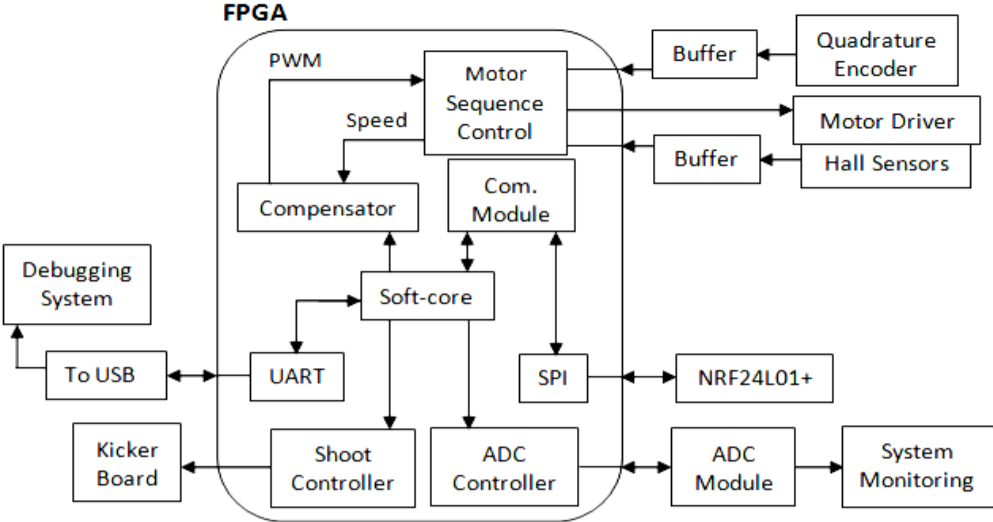 FPGA
PWM
Motor
Sequence
Control
Buffer
Quadrature
Encoder
Speed
Motor Driver
Buffer
Hall Sensors
Compensator
Com.
Module
Debugging
System
Soft-core
To USB
UART
SPI
NRF24L01+
Kicker
Board
Shoot
Controller
ADC
Controller
ADC
Module
System
Monitoring